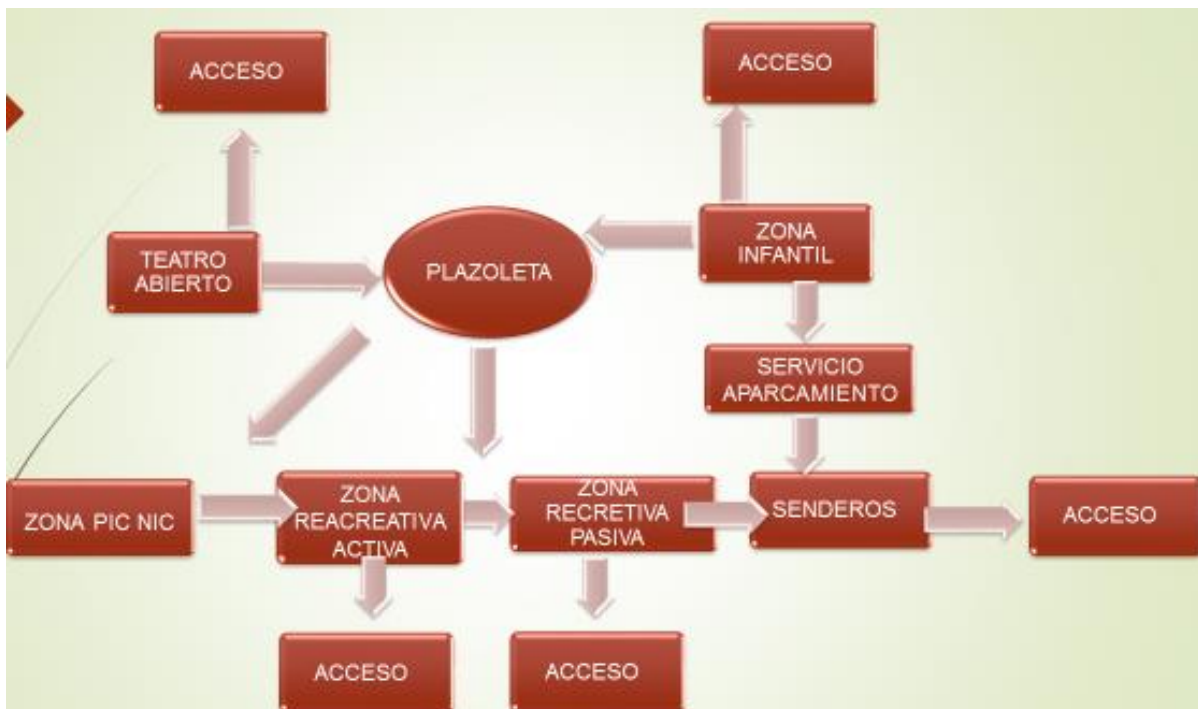 ACCESO
ACCESO
TEATRO
ABIERTO
PLAZOLETA
ZONA
INFANTIL
SERVICIO
APARCAMIENTO
ZONA PIC NIC
ZONA
REACREATIVA
ACTIVA
ZONA
RECRETIVA
PASIVA
SENDEROS
ACCESO
ACCESO
ACCESO